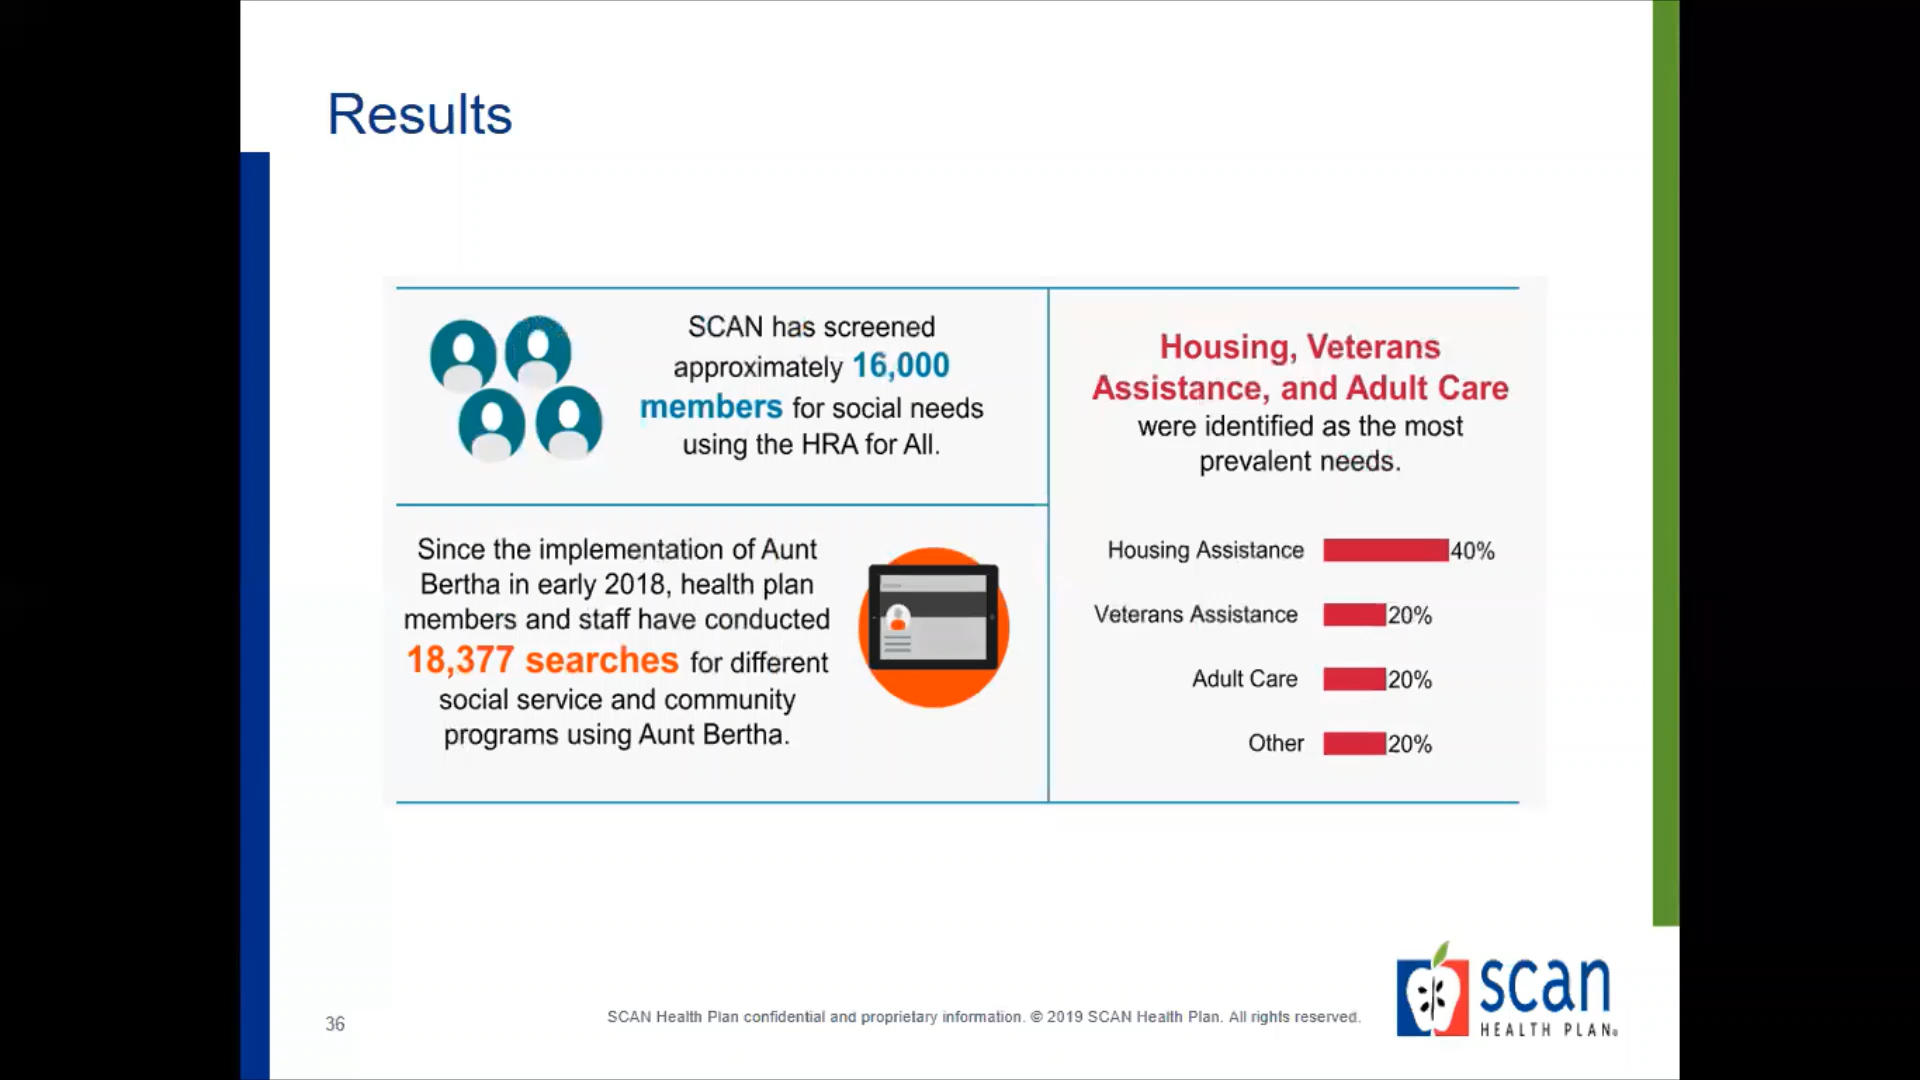 Results
SCAN has screened
approximately 16,000
members for social needs
using the HRA for All.
Since the implementation of Aunt
Bertha in early 2018, health plan
members and staff have conducted
18,377 searches for different
social service and community
programs using Aunt Bertha.
Housing, Veterans
Assistance, and Adult Care
were identified as the most
prevalent needs.
Housing Assistance 40%
Veterans Assistance 20%
Adult Care 20%
Other 20%
36
SCAN Health Plan confidential and proprietary information. © 2019 SCAN Health Plan. All rights reserved.
scan
HEALTH PLAN®